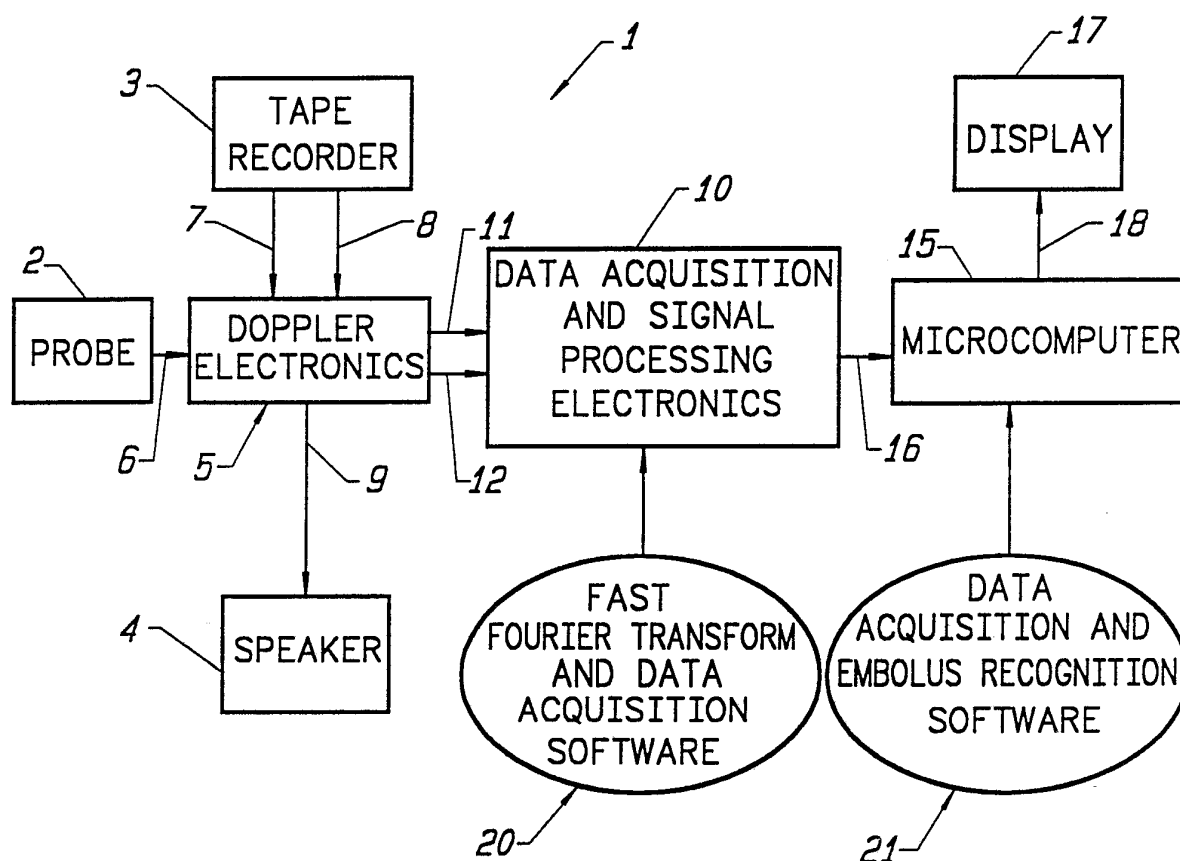 1
17
3
TAPE
RECORDER
DISPLAY
7
8
11
10
18
2
15
PROBE
DOPPLER
ELECTRONICS
DATA ACQUISITION
AND SIGNAL
PROCESSING
ELECTRONICS
MICROCOMPUTER
6
5
9
12
16
4
SPEAKER
FAST
FOURIER TRANSFORM
AND DATA
ACQUISITION
SOFTWARE
DATA
ACQUISITION AND
EMBOLUS RECOGNITION
SOFTWARE
20
21